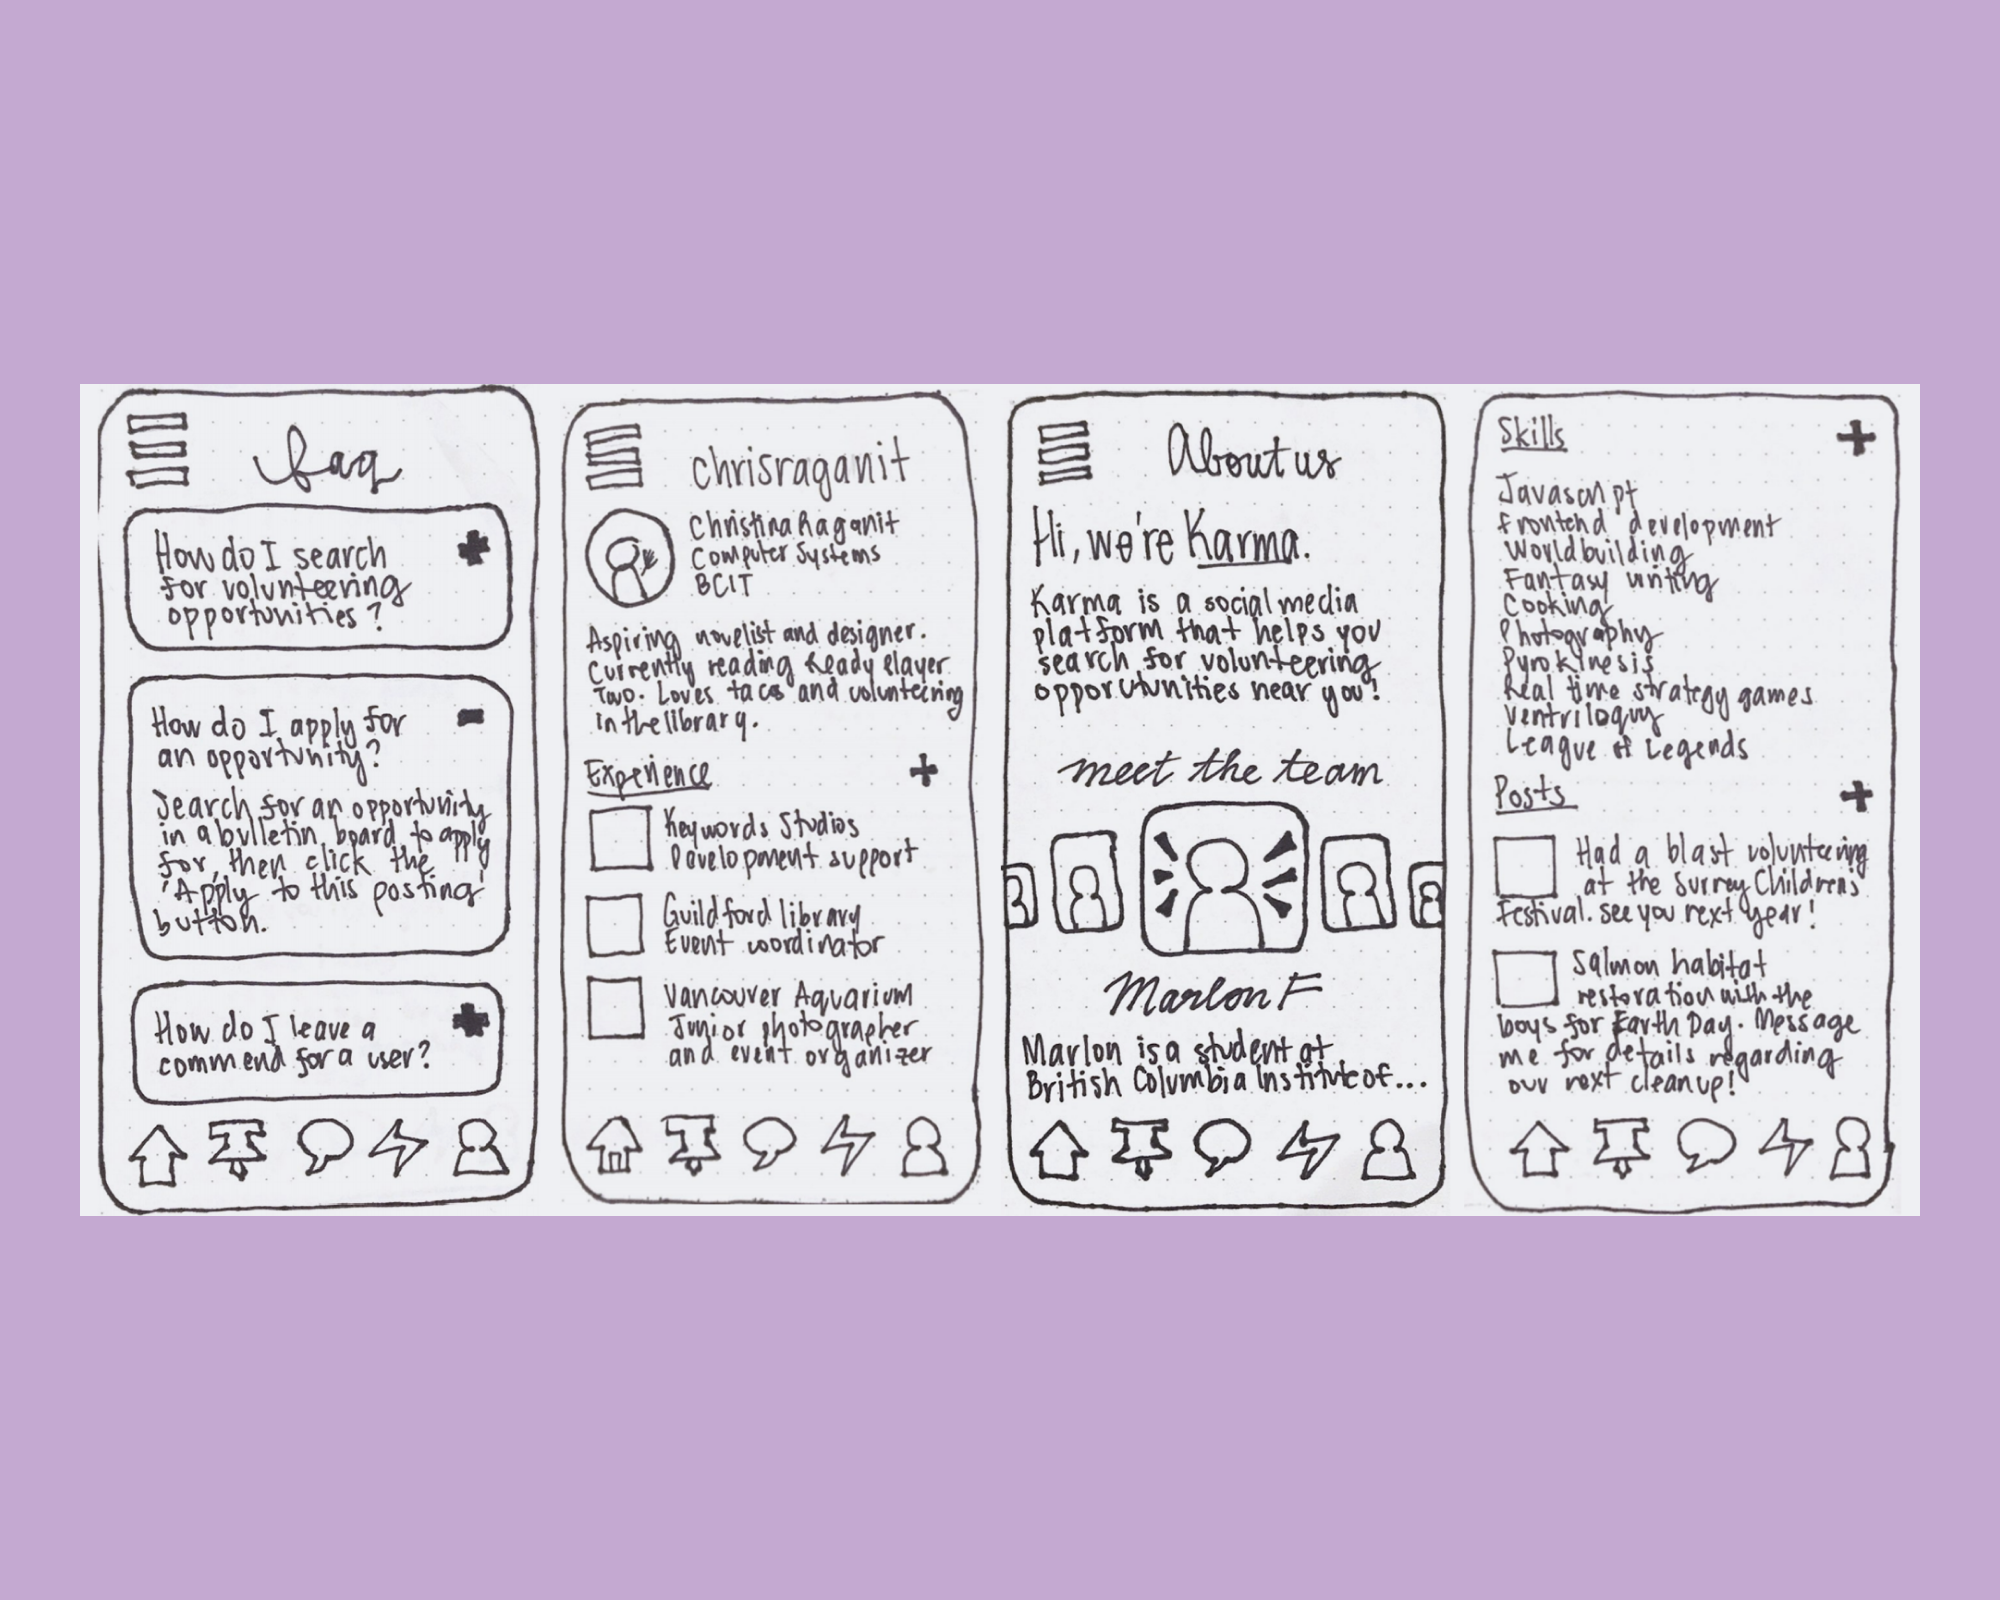 faq
How do I search
for volunteering
opportunities?
How do I apply for
an opportunity?
Search for an opportunity
in a bulletin board to apply
for, then click the
'Apply to this posting'
button.
How do I leave a
commend for a user?
chrisraganit
Christina Raganit
Computer Systems
BCIT
Aspiring novelist and designer.
Currently reading Ready Player
Two. Loves tacos and volunteering
in the library.
Experience
Keywords Studios
Development support
Guildford library
Event coordinator
Vancouver Aquarium
Junior photographer
and event organizer
About us
Hi, we're Karma.
Karma is a social media
platform that helps you
search for volunteering
opporutunities near you!
meet the team
Marlon F
Marlon is a student at
British Columbia Institute of...
Skills
Javascript
frontend development
Worldbuilding
Fantasy writing
Cooking
Photography
Pyrokinesis
Real time strategy games
Ventriloquy
League of Legends
Posts
Had a blast volunteering
at the Surrey Childrens
Festival. See you next year!
Salmon habitat
restoration with the
boys for Earth Day. Message
me for details regarding
our next cleanup!